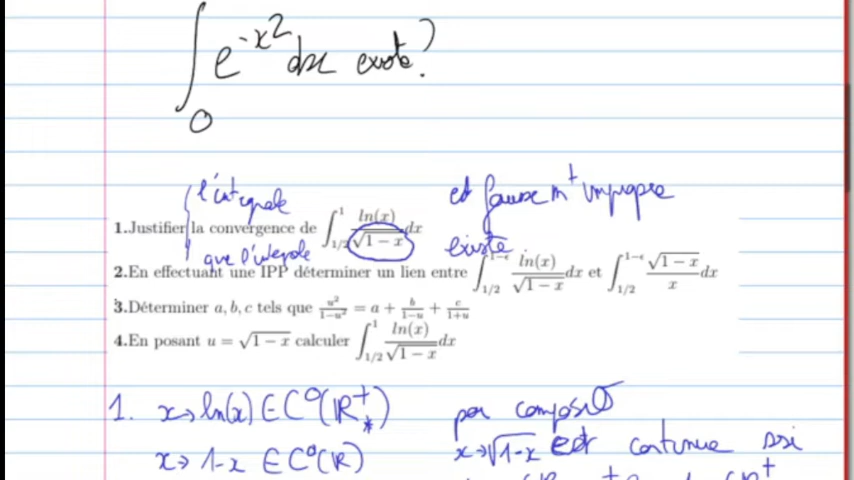 ∫₀ e^{-x²} dx existe ?
l'intégrale et faussem^t impropre
1.Justifier la convergence de ∫_{1/2}^{1} ln(x)/√(1−x) dx
que l'intégrale existe
2.En effectuant une IPP déterminer un lien entre ∫_{1/2}^{1−ϵ} ln(x)/√(1−x) dx et ∫_{1/2}^{1−ϵ} √(1−x)/x dx
3.Déterminer a, b, c tels que u²/(1−u²) = a + b/(1−u) + c/(1+u)
4.En posant u = √(1−x) calculer ∫_{1/2}^{1} ln(x)/√(1−x) dx
1. x→ln(x) ∈ C⁰(ℝ⁺_*) par composés
x→ 1-x ∈ C⁰(ℝ) x→√(1-x) est continue ssi